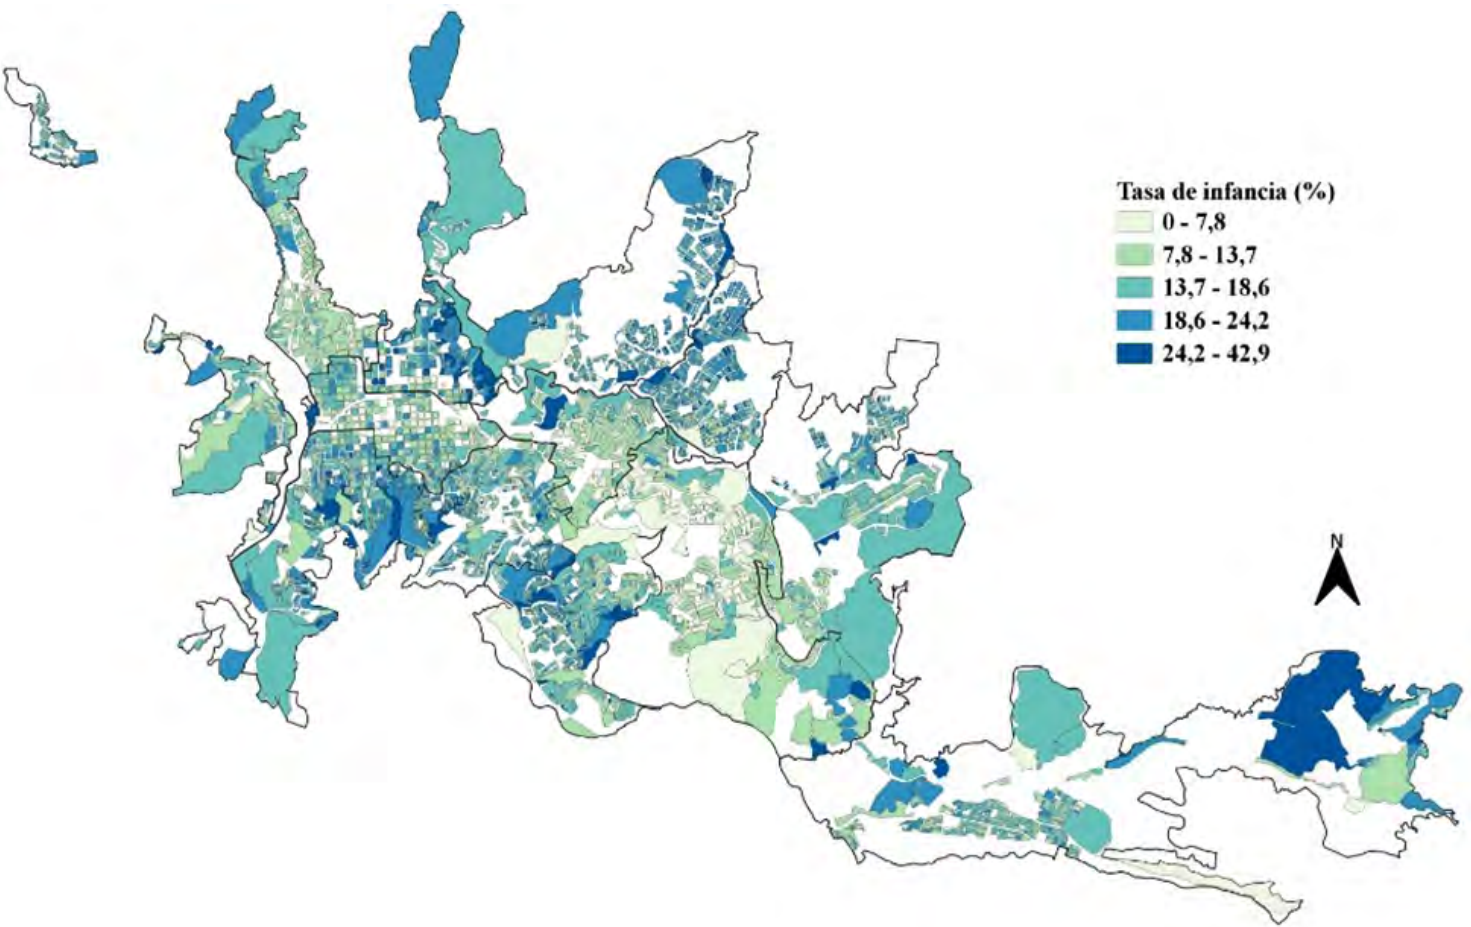 Tasa de infancia (%)
0 - 7,8
7,8 - 13,7
13,7 - 18,6
18,6 - 24,2
24,2 - 42,9
N